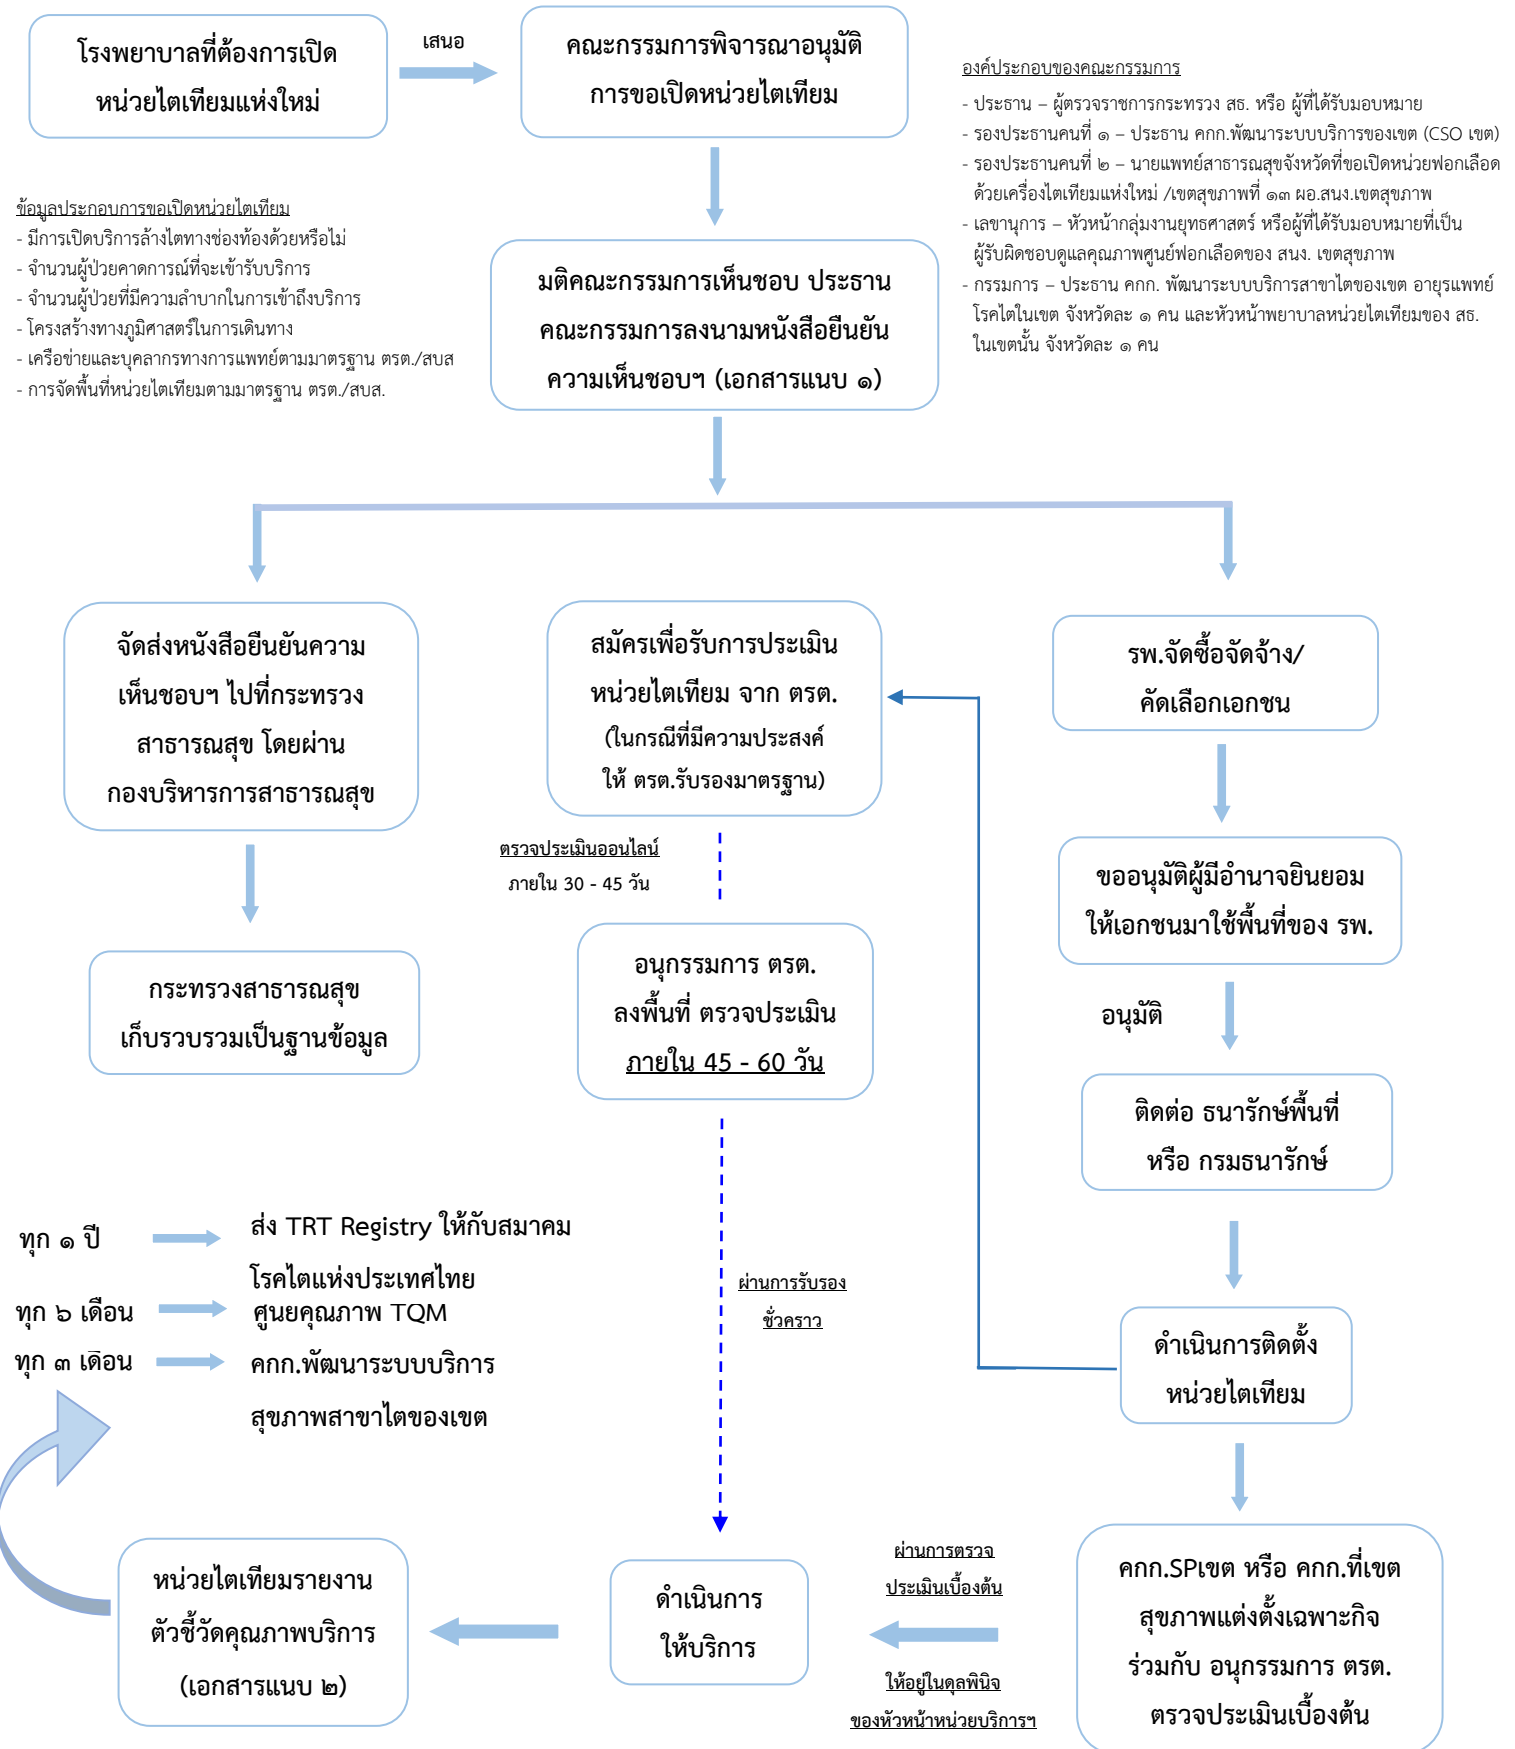 โรงพยาบาลที่ต้องการเปิด
หน่วยไตเทียมแห่งใหม่
เสนอ
คณะกรรมการพิจารณาอนุมัติ
การขอเปิดหน่วยไตเทียม
องค์ประกอบของคณะกรรมการ
- ประธาน – ผู้ตรวจราชการกระทรวง สธ. หรือ ผู้ที่ได้รับมอบหมาย
- รองประธานคนที่ ๑ – ประธาน คกก.พัฒนาระบบบริการของเขต (CSO เขต)
- รองประธานคนที่ ๒ – นายแพทย์สาธารณสุขจังหวัดที่ขอเปิดหน่วยฟอกเลือด
ด้วยเครื่องไตเทียมแห่งใหม่ /เขตสุขภาพที่ ๑๓ ผอ.สนง.เขตสุขภาพ
- เลขานุการ – หัวหน้ากลุ่มงานยุทธศาสตร์ หรือผู้ที่ได้รับมอบหมายที่เป็น
ผู้รับผิดชอบดูแลคุณภาพศูนย์ฟอกเลือดของ สนง. เขตสุขภาพ
- กรรมการ – ประธาน คกก. พัฒนาระบบบริการสาขาไตของเขต อายุรแพทย์
โรคไตในเขต จังหวัดละ ๑ คน และหัวหน้าพยาบาลหน่วยไตเทียมของ สธ.
ในเขตนั้น จังหวัดละ ๑ คน
ข้อมูลประกอบการขอเปิดหน่วยไตเทียม
- มีการเปิดบริการล้างไตทางช่องท้องด้วยหรือไม่
- จำนวนผู้ป่วยคาดการณ์ที่จะเข้ารับบริการ
- จำนวนผู้ป่วยที่มีความลำบากในการเข้าถึงบริการ
- โครงสร้างทางภูมิศาสตร์ในการเดินทาง
- เครือข่ายและบุคลากรทางการแพทย์ตามมาตรฐาน ตรต./สบส
- การจัดพื้นที่หน่วยไตเทียมตามมาตรฐาน ตรต./สบส.
มติคณะกรรมการเห็นชอบ ประธาน
คณะกรรมการลงนามหนังสือยืนยัน
ความเห็นชอบฯ (เอกสารแนบ ๑)
จัดส่งหนังสือยืนยันความ
เห็นชอบฯ ไปที่กระทรวง
สาธารณสุข โดยผ่าน
กองบริหารการสาธารณสุข
สมัครเพื่อรับการประเมิน
หน่วยไตเทียม จาก ตรต.
(ในกรณีที่มีความประสงค์
ให้ ตรต.รับรองมาตรฐาน)
รพ.จัดซื้อจัดจ้าง/
คัดเลือกเอกชน
ตรวจประเมินออนไลน์
ภายใน 30 - 45 วัน
ขออนุมัติผู้มีอำนาจยินยอม
ให้เอกชนมาใช้พื้นที่ของ รพ.
กระทรวงสาธารณสุข
เก็บรวบรวมเป็นฐานข้อมูล
อนุกรรมการ ตรต.
ลงพื้นที่ ตรวจประเมิน
ภายใน 45 - 60 วัน
อนุมัติ
ติดต่อ ธนารักษ์พื้นที่
หรือ กรมธนารักษ์
ทุก ๑ ปี
ส่ง TRT Registry ให้กับสมาคม
โรคไตแห่งประเทศไทย
ทุก ๖ เดือน
ศูนยคุณภาพ TQM
ทุก ๓ เดือน
คกก.พัฒนาระบบบริการ
สุขภาพสาขาไตของเขต
ผ่านการรับรอง
ชั่วคราว
ดำเนินการติดตั้ง
หน่วยไตเทียม
หน่วยไตเทียมรายงาน
ตัวชี้วัดคุณภาพบริการ
(เอกสารแนบ ๒)
ดำเนินการ
ให้บริการ
ผ่านการตรวจ
ประเมินเบื้องต้น
ให้อยู่ในดุลพินิจ
ของหัวหน้าหน่วยบริการฯ
คกก.SPเขต หรือ คกก.ที่เขต
สุขภาพแต่งตั้งเฉพาะกิจ
ร่วมกับ อนุกรรมการ ตรต.
ตรวจประเมินเบื้องต้น